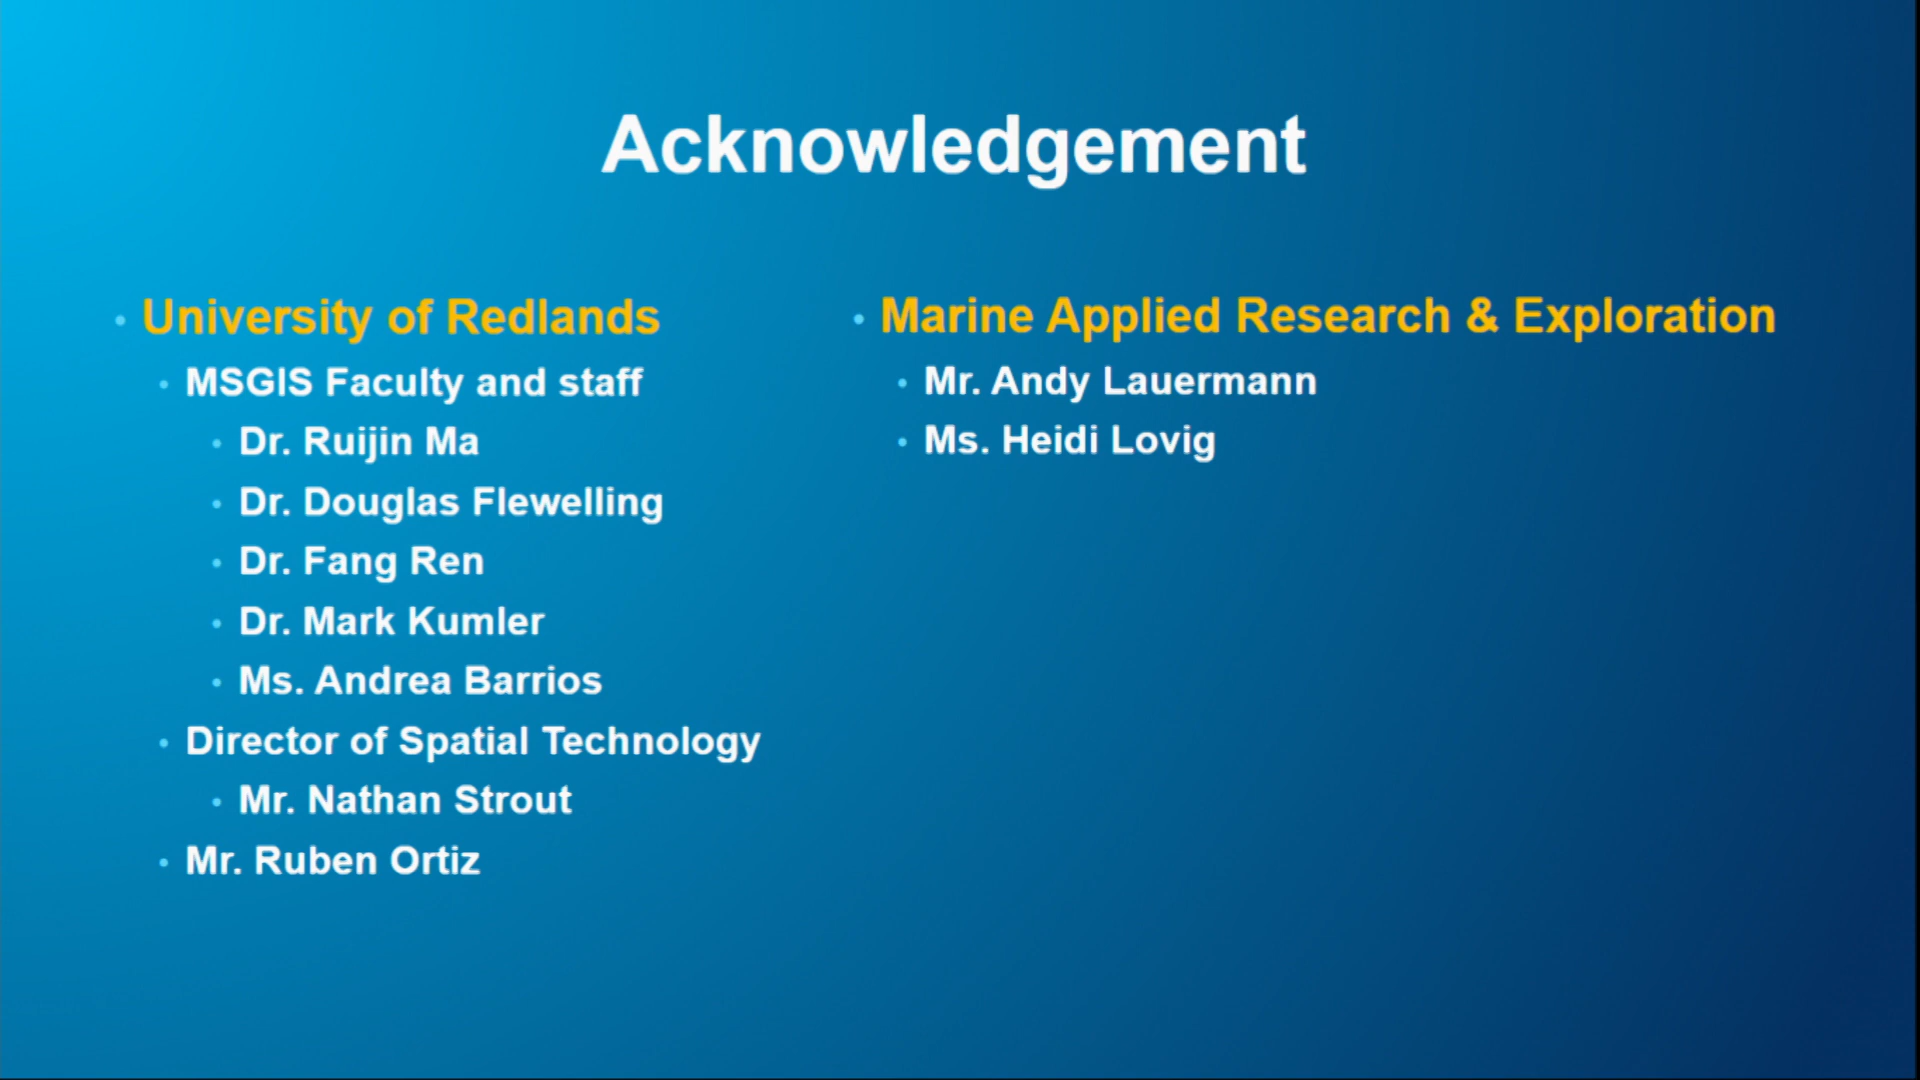 Acknowledgement
University of Redlands
MSGIS Faculty and staff
Dr. Ruijin Ma
Dr. Douglas Flewelling
Dr. Fang Ren
Dr. Mark Kumler
Ms. Andrea Barrios
Director of Spatial Technology
Mr. Nathan Strout
Mr. Ruben Ortiz
Marine Applied Research & Exploration
Mr. Andy Lauermann
Ms. Heidi Lovig